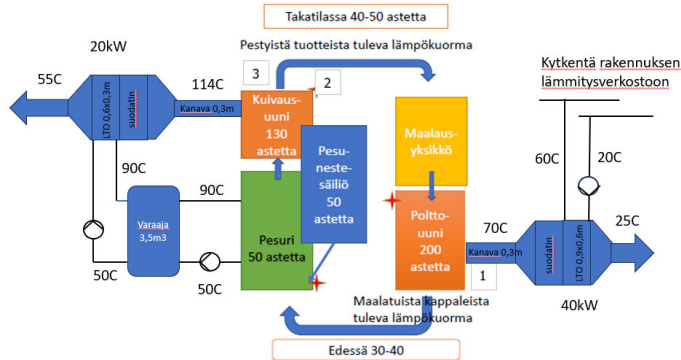 Takatilassa 40-50 astetta
20kW
Pestyistä tuotteista tuleva lämpökuorma
Kytkentä rakennuksen
lämmitysverkostoon
55C
114C
3
2
LTO 0,6x0,3m
suodatin
Kanava 0,3m
Kuivaus-
uuni
130
astetta
Pesu-
neste-
säiliö
50
astetta
Maalaus-
yksikkö
60C
20C
90C
90C
Varaaja
3,5m3
Pesuri
50 astetta
Poltto-
uuni
200
astetta
70C
25C
Kanava 0,3m
suodatin
LTO 0,9x0,6m
50C
50C
1
40kW
Maalatuista kappaleista
tuleva lämpökuorma
Edessä 30-40